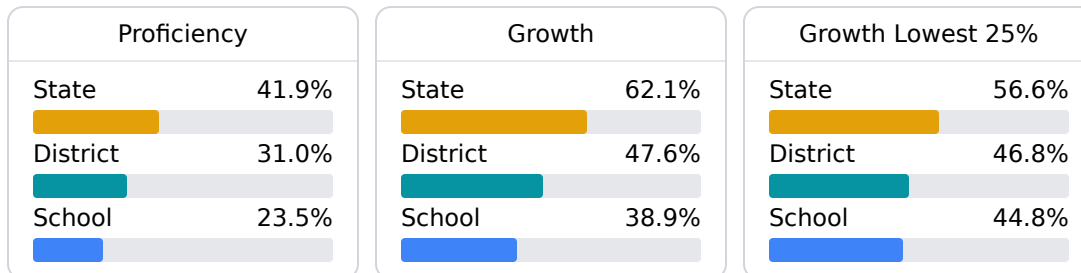 Proficiency
State 41.9%
District 31.0%
School 23.5%
Growth
State 62.1%
District 47.6%
School 38.9%
Growth Lowest 25%
State 56.6%
District 46.8%
School 44.8%